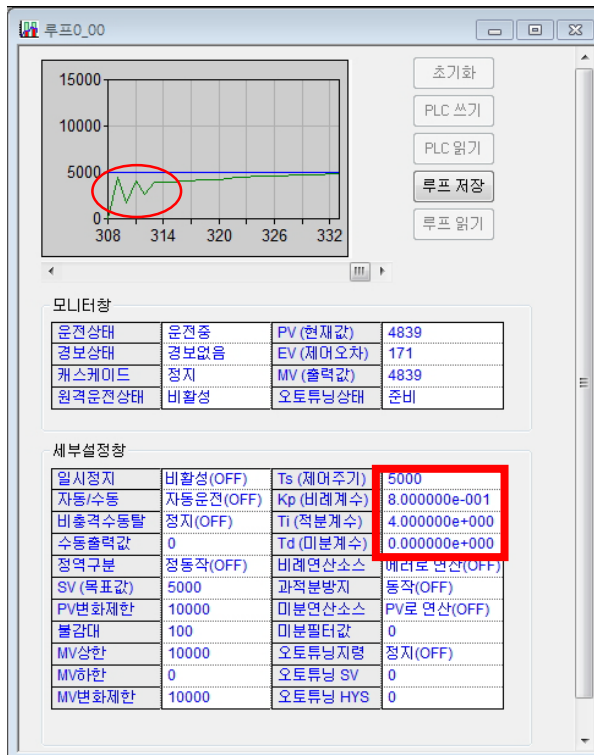 루프0_00
초기화
PLC 쓰기
PLC 읽기
루프 저장
루프 읽기
15000
10000
5000
0
308 314 320 326 332
모니터창
운전상태 운전중 PV (현재값) 4839
경보상태 경보없음 EV (제어오차) 171
캐스케이드 정지 MV (출력값) 4839
원격운전상태 비활성 오토튜닝상태 준비
세부설정창
일시정지 비활성(OFF) Ts (제어주기) 5000
자동/수동 자동운전(OFF) Kp (비례계수) 8.000000e-001
비충격수동탈 정지(OFF) Ti (적분계수) 4.000000e+000
수동출력값 0 Td (미분계수) 0.000000e+000
정역구분 정동작(OFF) 비례연산소스 에러로 연산(OFF)
SV (목표값) 5000 과적분방지 동작(OFF)
PV변화제한 10000 미분연산소스 PV로 연산(OFF)
불감대 100 미분필터값 0
MV상한 10000 오토튜닝지령 정지(OFF)
MV하한 0 오토튜닝 SV 0
MV변화제한 10000 오토튜닝 HYS 0